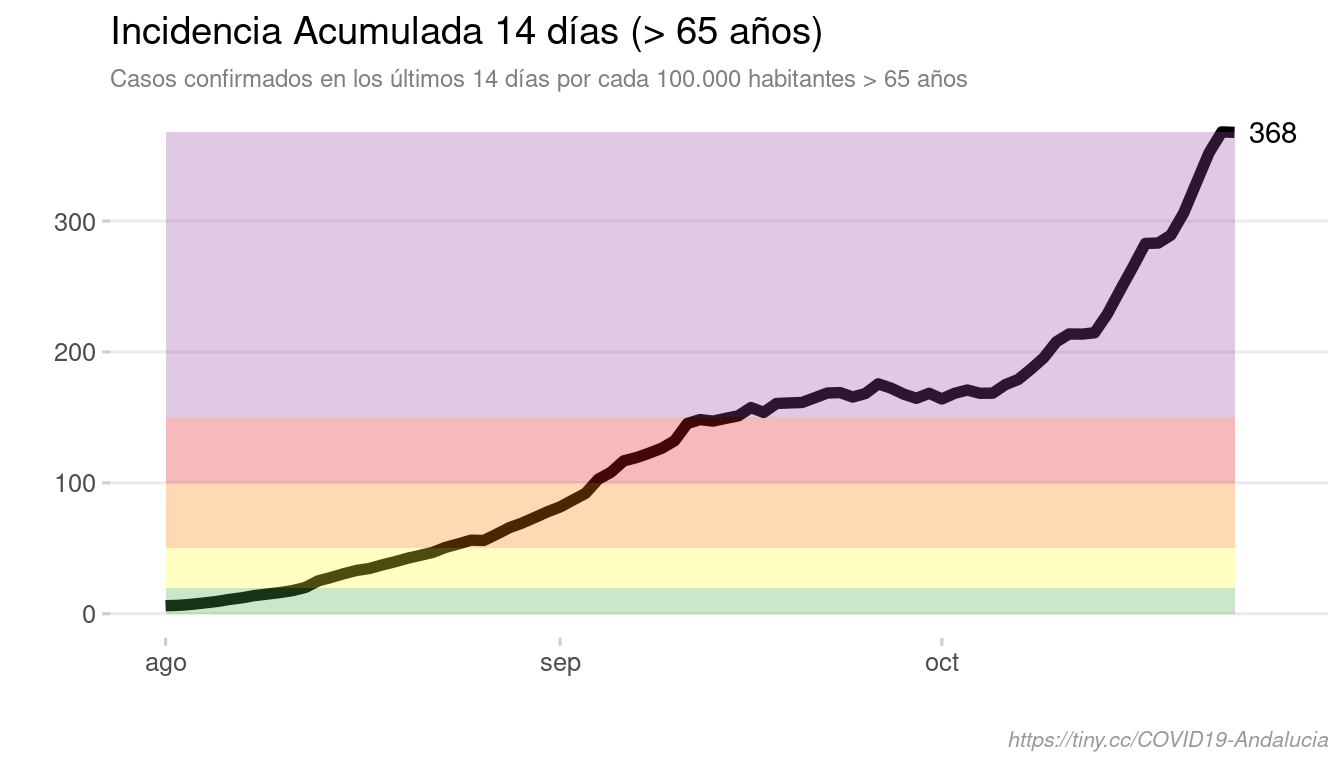 Incidencia Acumulada 14 días (> 65 años)
Casos confirmados en los últimos 14 días por cada 100.000 habitantes > 65 años
368
300
200
100
0
ago sep oct
https://tiny.cc/COVID19-Andalucia